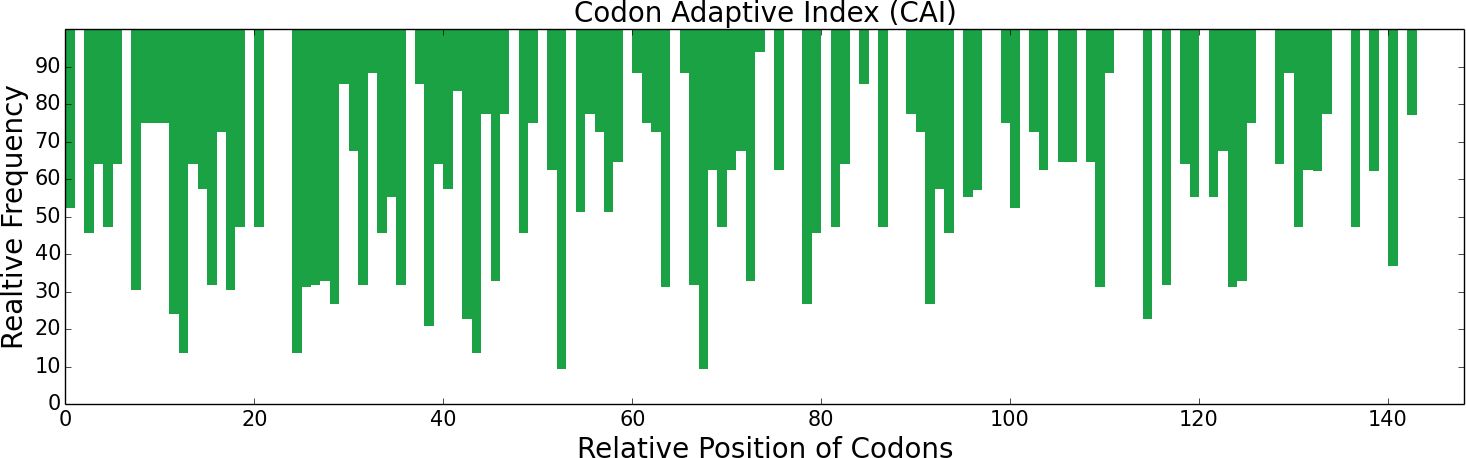 Codon Adaptive Index (CAI)
Realtive Frequency
90
80
70
60
50
40
30
20
10
0
0 20 40 60 80 100 120 140
Relative Position of Codons